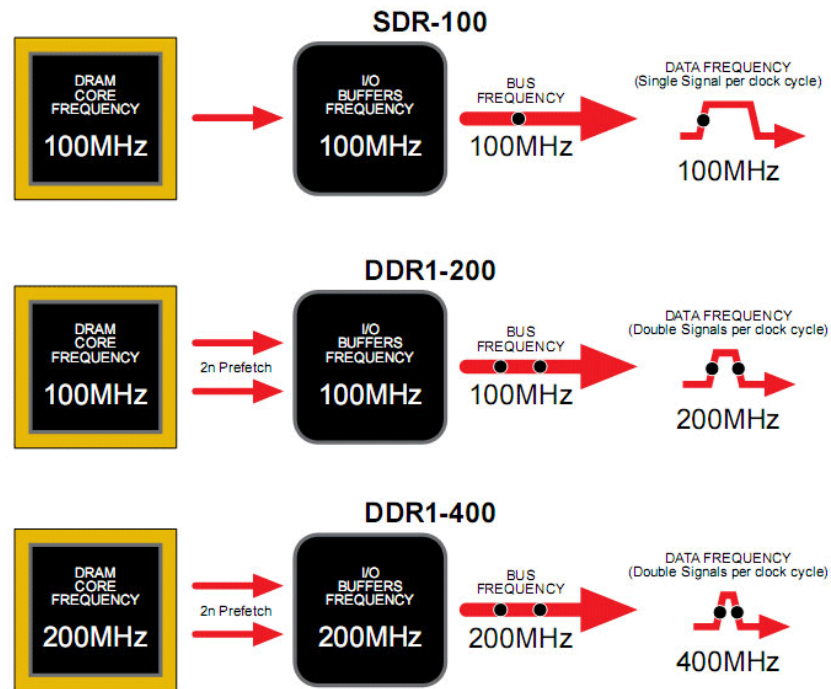 SDR-100
DRAM
CORE
FREQUENCY
100MHz
I/O
BUFFERS
FREQUENCY
100MHz
BUS
FREQUENCY
100MHz
DATA FREQUENCY
(Single Signal per clock cycle)
100MHz
DDR1-200
DRAM
CORE
FREQUENCY
100MHz
2n Prefetch
I/O
BUFFERS
FREQUENCY
100MHz
BUS
FREQUENCY
100MHz
DATA FREQUENCY
(Double Signals per clock cycle)
200MHz
DDR1-400
DRAM
CORE
FREQUENCY
200MHz
2n Prefetch
I/O
BUFFERS
FREQUENCY
200MHz
BUS
FREQUENCY
200MHz
DATA FREQUENCY
(Double Signals per clock cycle)
400MHz